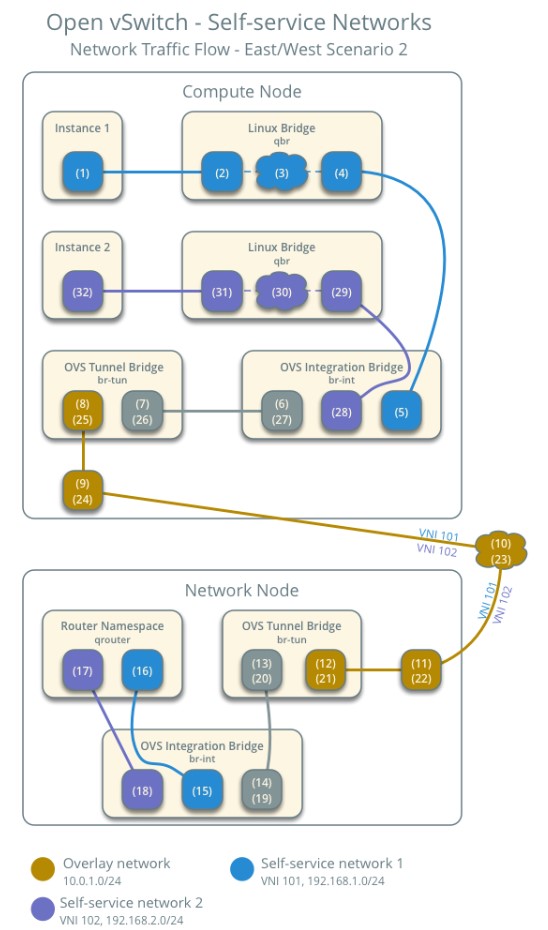 Open vSwitch - Self-service Networks
Network Traffic Flow - East/West Scenario 2
Compute Node
Instance 1
Linux Bridge
qbr
(1)
(2)
(3)
(4)
Instance 2
Linux Bridge
qbr
(32)
(31)
(30)
(29)
OVS Tunnel Bridge
br-tun
OVS Integration Bridge
br-int
(8)
(25)
(7)
(26)
(6)
(27)
(28)
(5)
(9)
(24)
VNI 101
VNI 102
(10)
(23)
Network Node
VNI 101
VNI 102
Router Namespace
qrouter
OVS Tunnel Bridge
br-tun
(17)
(16)
(13)
(20)
(12)
(21)
(11)
(22)
OVS Integration Bridge
br-int
(18)
(15)
(14)
(19)
Overlay network
10.0.1.0/24
Self-service network 1
VNI 101, 192.168.1.0/24
Self-service network 2
VNI 102, 192.168.2.0/24